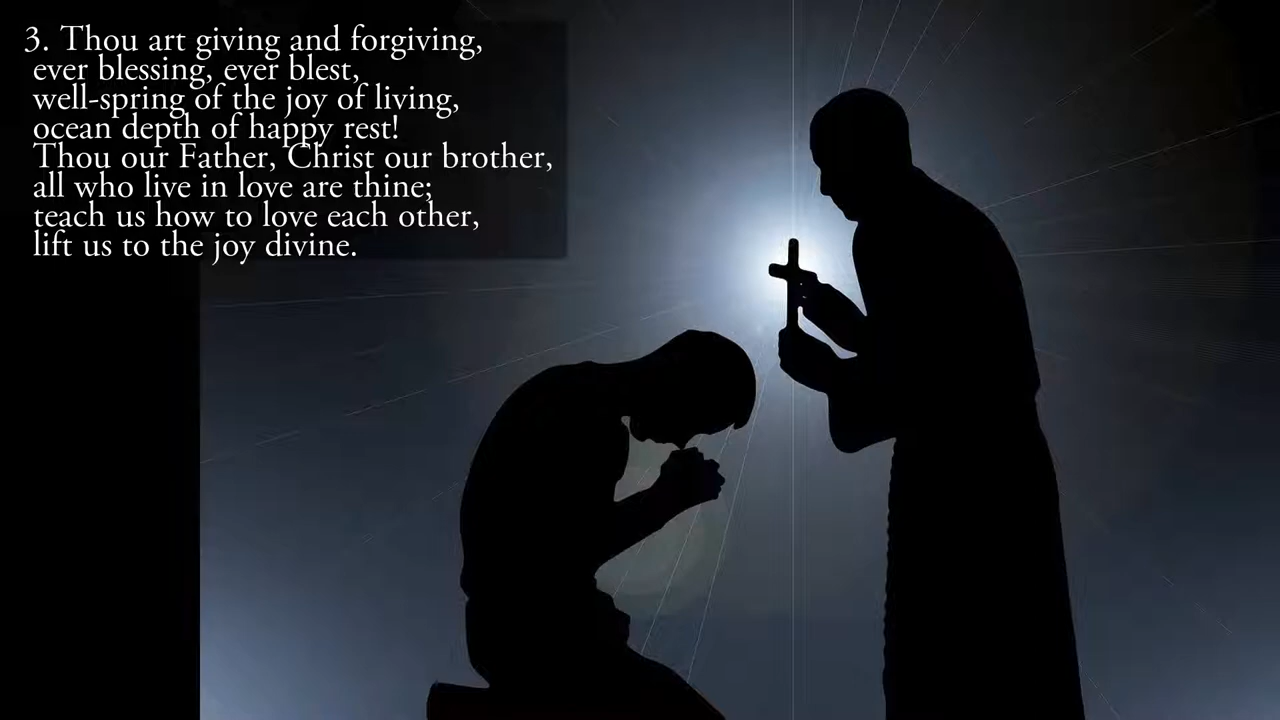 3. Thou art giving and forgiving,
ever blessing, ever blest,
well-spring of the joy of living,
ocean depth of happy rest!
Thou our Father, Christ our brother,
all who live in love are thine;
teach us how to love each other,
lift us to the joy divine.